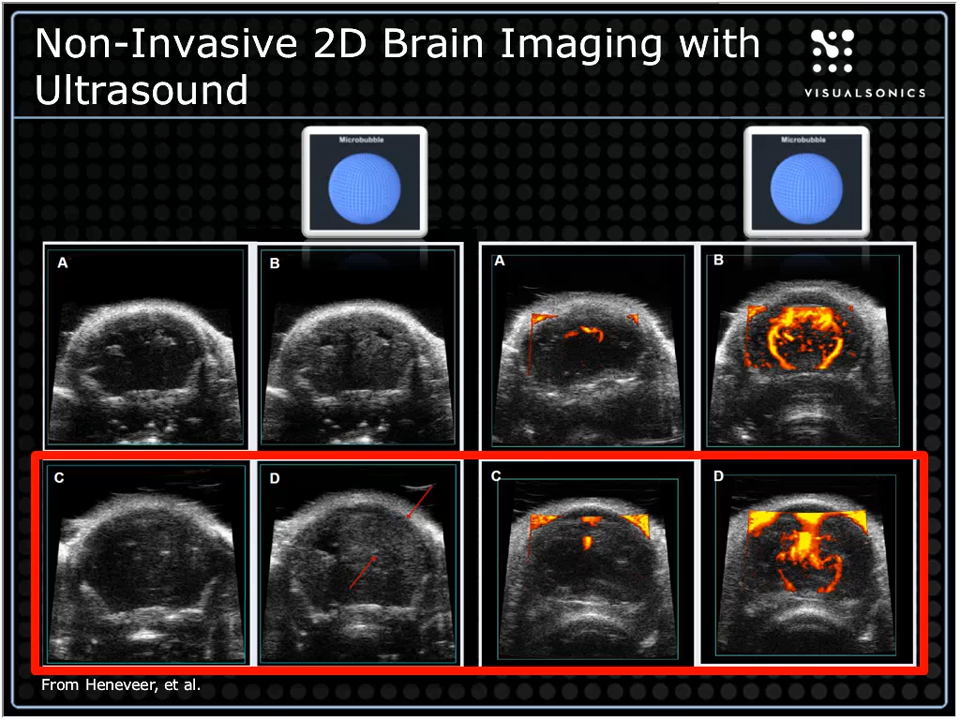 Non-Invasive 2D Brain Imaging with
Ultrasound
VISUALSONICS
Microbubble
Microbubble
A
B
A
B
C
D
C
D
From Heneveer, et al.